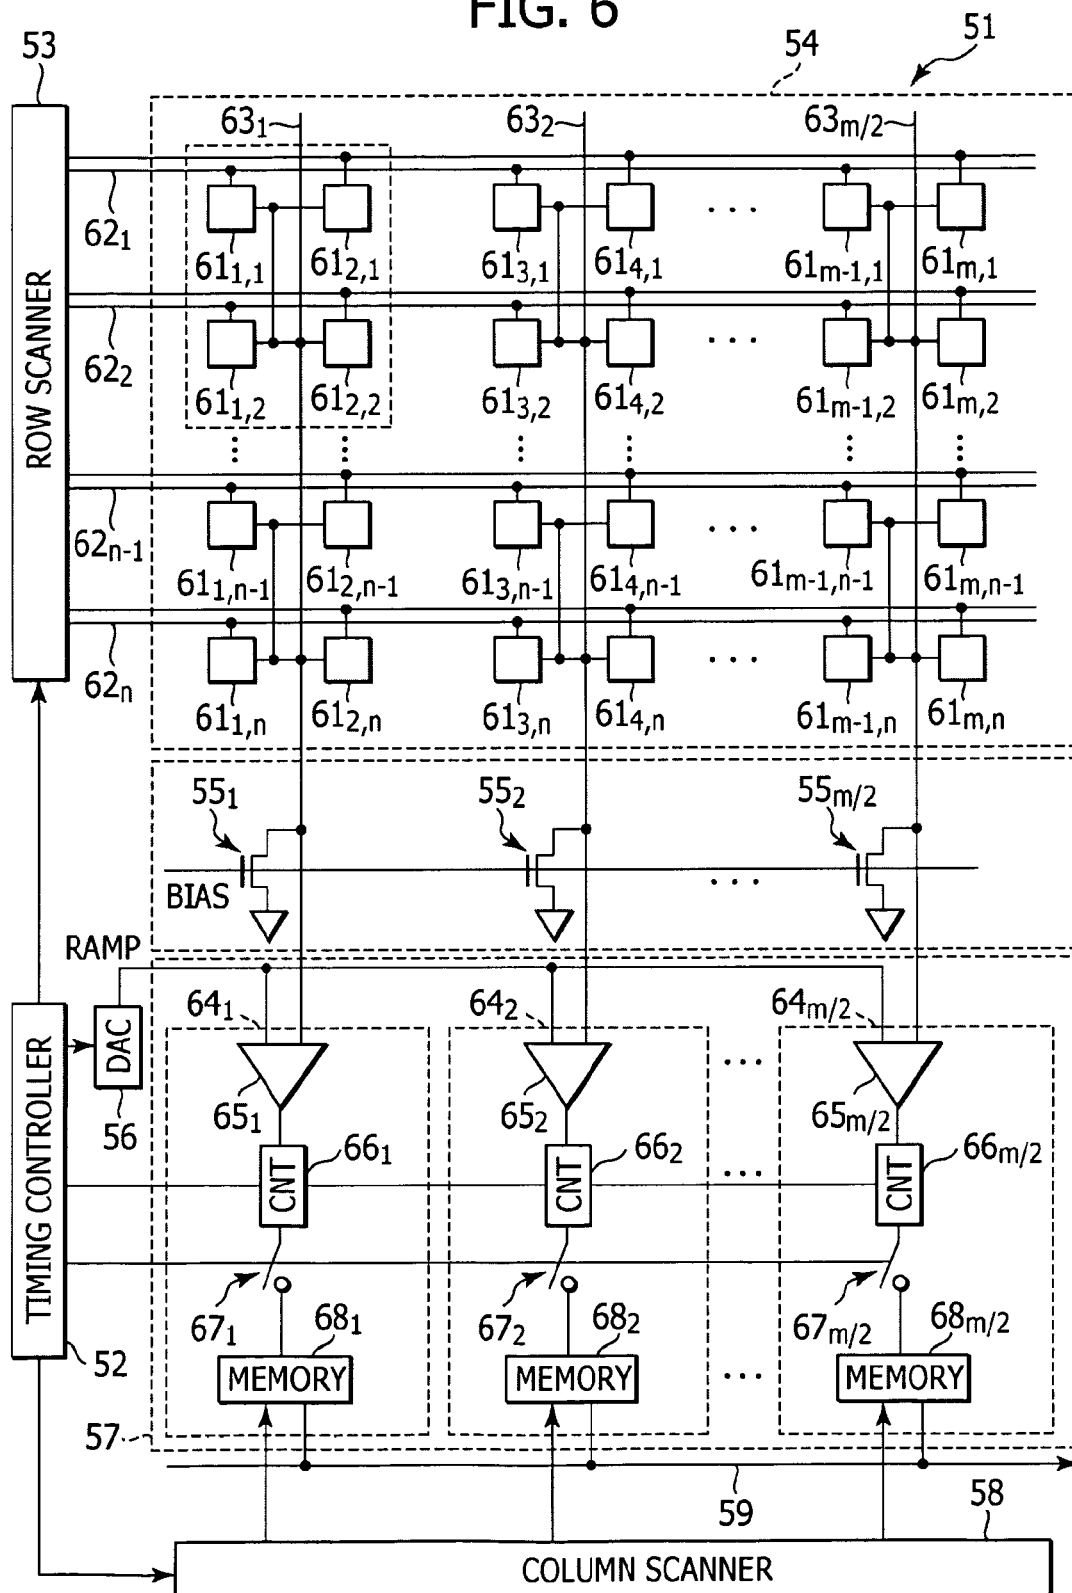 FIG. 6
53
54
51
63₁
63₂
63m/2
62₁
61₁,₁
61₂,₁
61₃,₁
61₄,₁
61m-1,1
61m,1
ROW SCANNER
62₂
61₁,₂
61₂,₂
61₃,₂
61₄,₂
61m-1,2
61m,2
62n-1
61₁,n-1
61₂,n-1
61₃,n-1
61₄,n-1
61m-1,n-1
61m,n-1
62n
61₁,n
61₂,n
61₃,n
61₄,n
61m-1,n
61m,n
55₁
55₂
55m/2
BIAS
RAMP
64₁
64₂
64m/2
DAC
56
65₁
65₂
65m/2
TIMING CONTROLLER
CNT
66₁
CNT
66₂
CNT
66m/2
67₁
67₂
67m/2
68₁
68₂
68m/2
52
MEMORY
MEMORY
MEMORY
57
59
58
COLUMN SCANNER